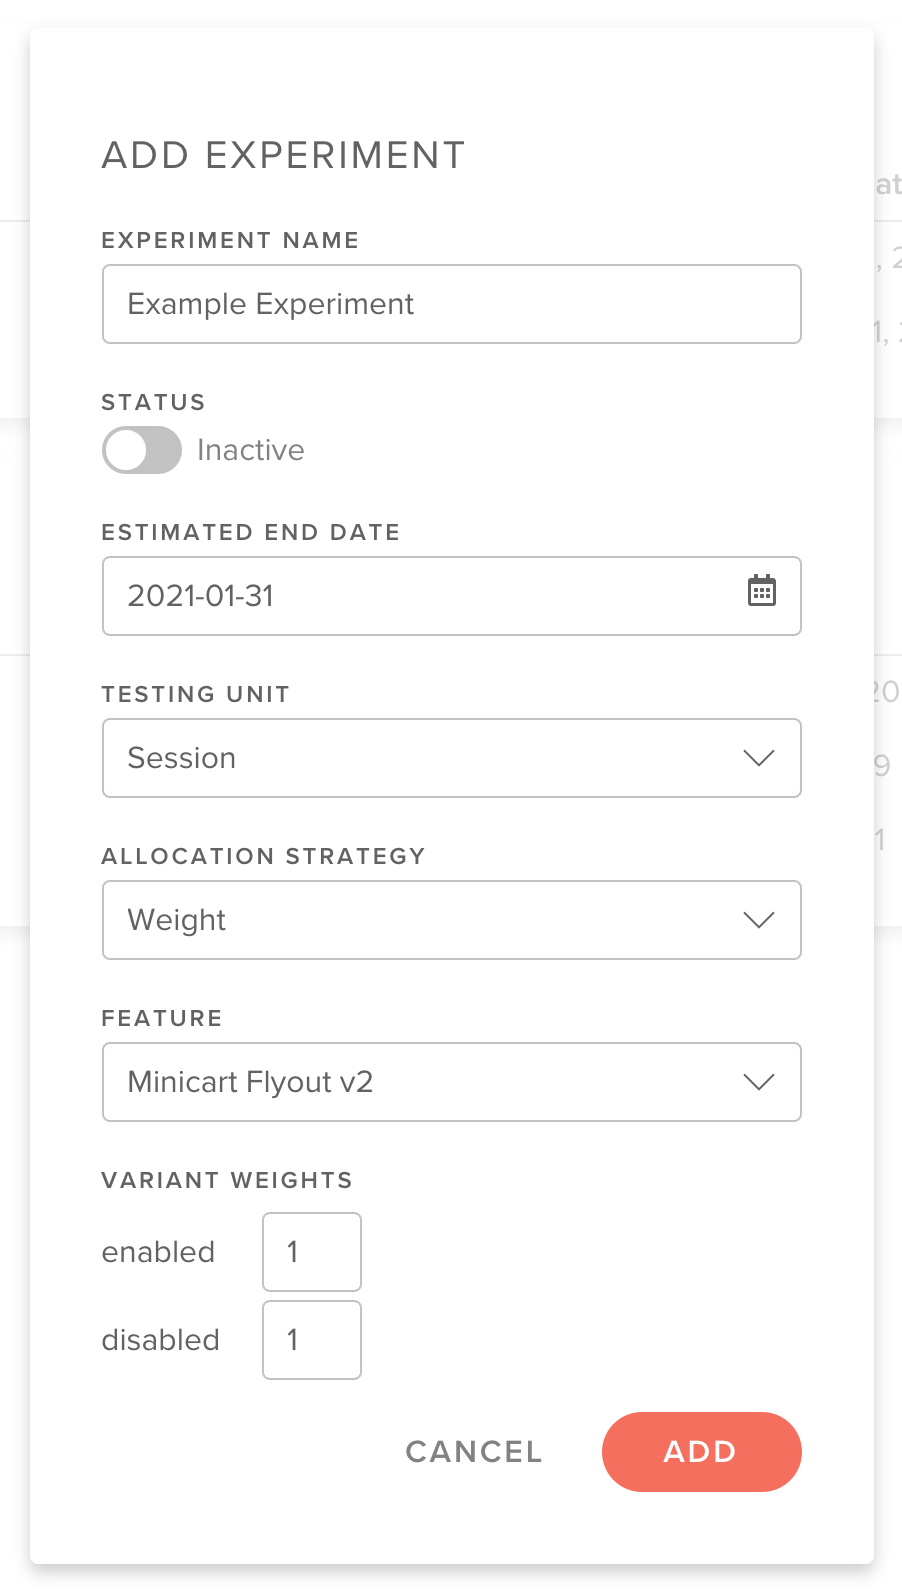 ADD EXPERIMENT
EXPERIMENT NAME
Example Experiment
STATUS
Inactive
ESTIMATED END DATE
2021-01-31
TESTING UNIT
Session
ALLOCATION STRATEGY
Weight
FEATURE
Minicart Flyout v2
VARIANT WEIGHTS
enabled 1
disabled 1
CANCEL ADD